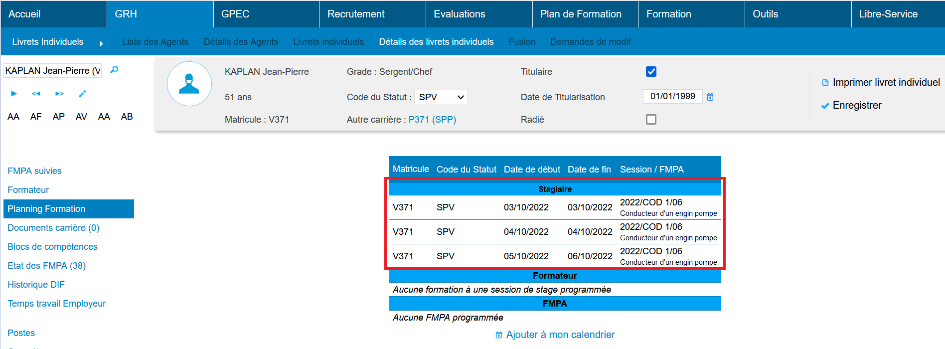 Accueil GRH GPEC Recrutement Evaluations Plan de Formation Formation Outils Libre-Service
Livrets Individuels Liste des Agents Détails des Agents Livrets individuels Détails des livrets individuels Fusion Demandes de modif.
KAPLAN Jean-Pierre (V
AA AF AP AV AA AB
KAPLAN Jean-Pierre Grade : Sergent/Chef Titulaire
51 ans Code du Statut : SPV Date de Titularisation 01/01/1999
Matricule : V371 Autre carrière : P371 (SPP) Radié
Imprimer livret individuel
Enregistrer
FMPA suivies
Formateur
Planning Formation
Documents carrière (0)
Blocs de compétences
Etat des FMPA (38)
Historique DIF
Temps travail Employeur
Postes
Matricule Code du Statut Date de début Date de fin Session / FMPA
Stagiaire
V371 SPV 03/10/2022 03/10/2022 2022/COD 1/06
Conducteur d'un engin pompe
V371 SPV 04/10/2022 04/10/2022 2022/COD 1/06
Conducteur d'un engin pompe
V371 SPV 05/10/2022 06/10/2022 2022/COD 1/06
Conducteur d'un engin pompe
Formateur
Aucune formation à une session de stage programmée
FMPA
Aucune FMPA programmée
Ajouter à mon calendrier